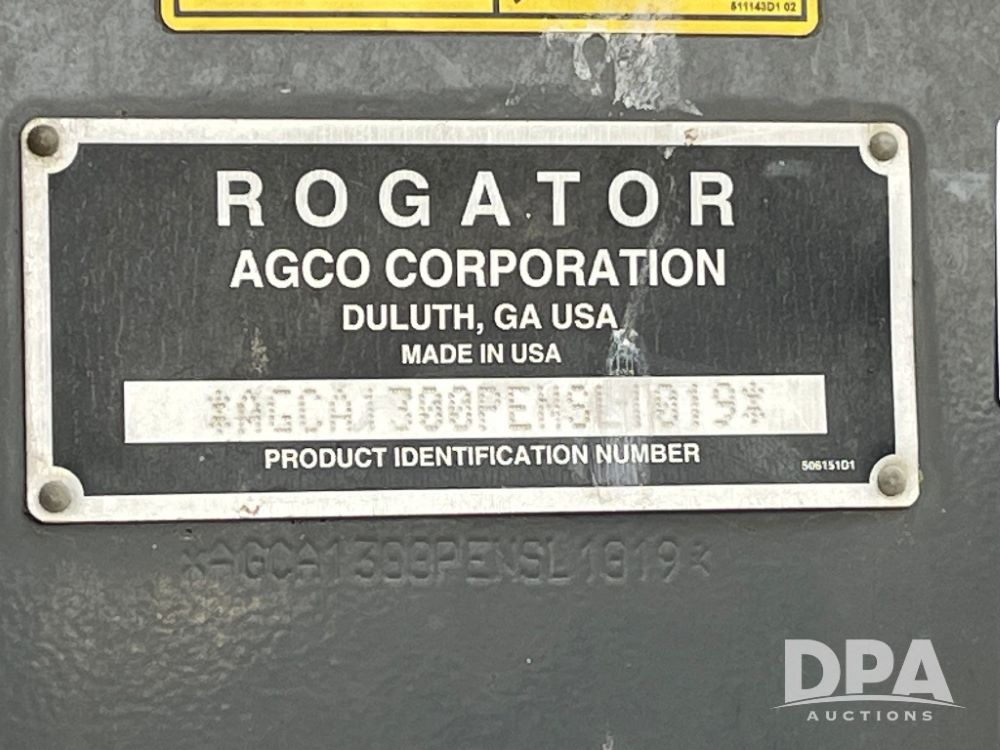 511143D1 02
ROGATOR
AGCO CORPORATION
DULUTH, GA USA
MADE IN USA
*AGCA1300PENSL1019*
PRODUCT IDENTIFICATION NUMBER
506151D1
*AGCA1300PENSL1019*
DPA
AUCTIONS